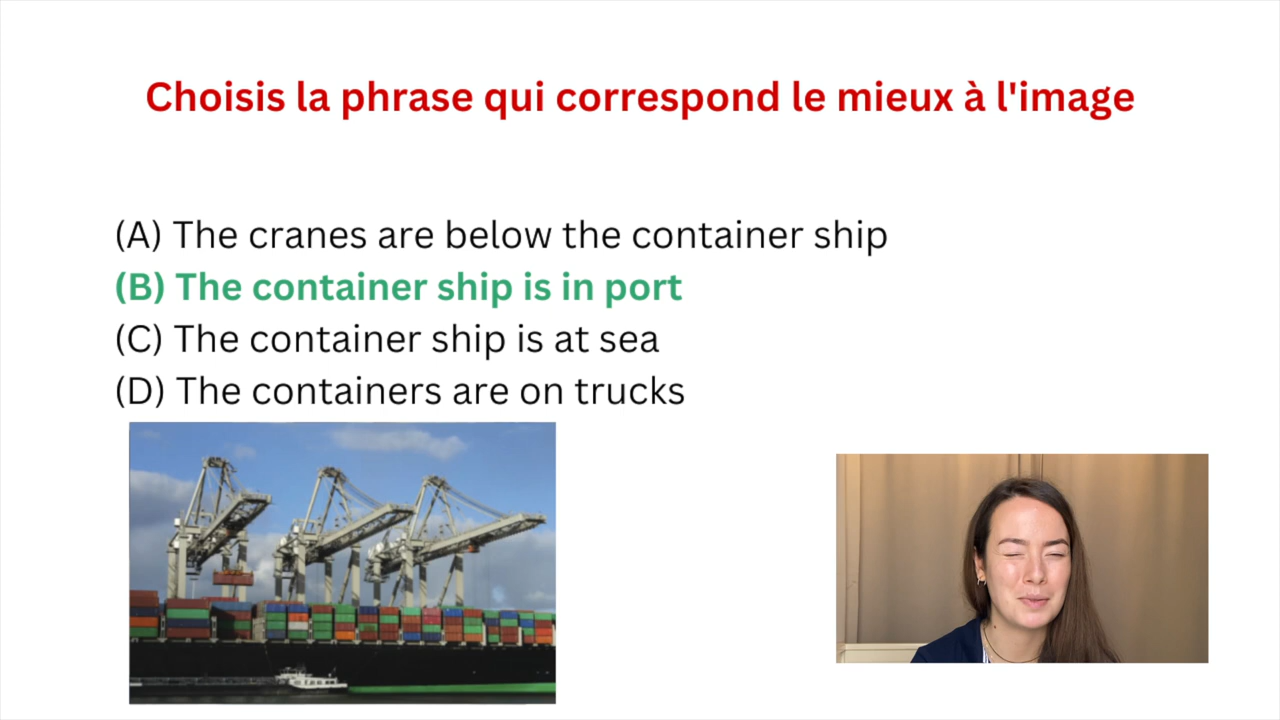 Choisis la phrase qui correspond le mieux à l'image
(A) The cranes are below the container ship
(B) The container ship is in port
(C) The container ship is at sea
(D) The containers are on trucks